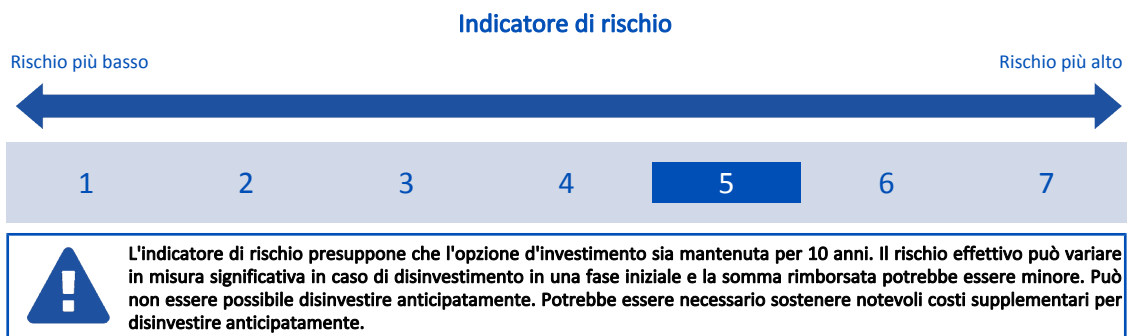 Indicatore di rischio
Rischio più basso
Rischio più alto
1 2 3 4 5 6 7
L'indicatore di rischio presuppone che l'opzione d'investimento sia mantenuta per 10 anni. Il rischio effettivo può variare
in misura significativa in caso di disinvestimento in una fase iniziale e la somma rimborsata potrebbe essere minore. Può
non essere possibile disinvestire anticipatamente. Potrebbe essere necessario sostenere notevoli costi supplementari per
disinvestire anticipatamente.